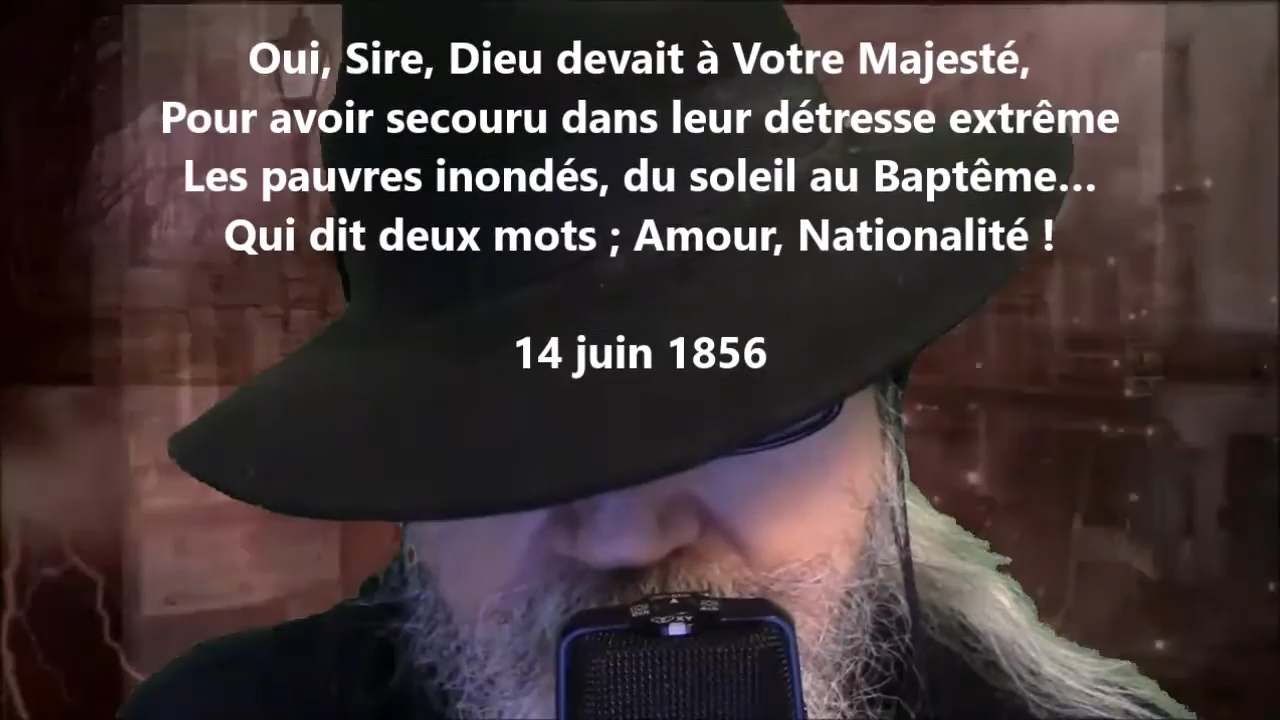 Oui, Sire, Dieu devait à Votre Majesté,
Pour avoir secouru dans leur détresse extrême
Les pauvres inondés, du soleil au Baptême...
Qui dit deux mots ; Amour, Nationalité !
14 juin 1856
XY